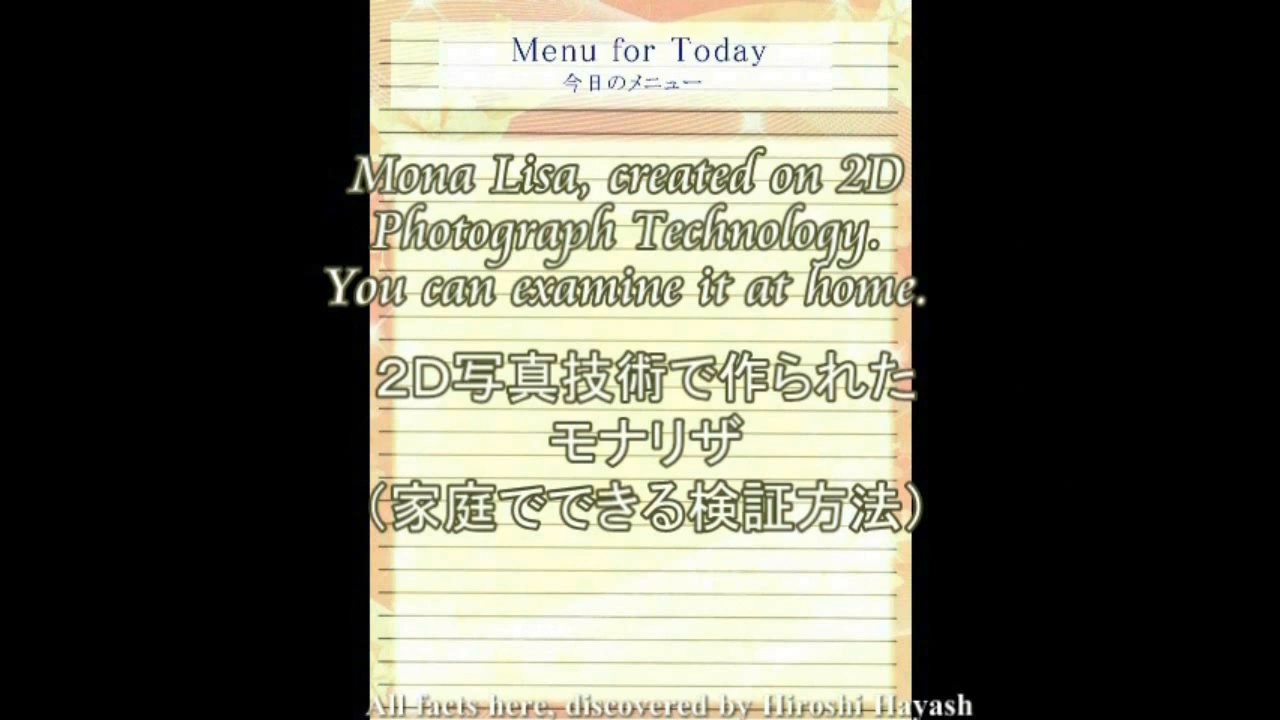 Menu for Today
今日のメニュー
Mona Lisa, created on 2D
Photograph Technology.
You can examine it at home.
２Ｄ写真技術で作られた
モナリザ
（家庭でできる検証方法）
All facts here, discovered by Hiroshi Hayash